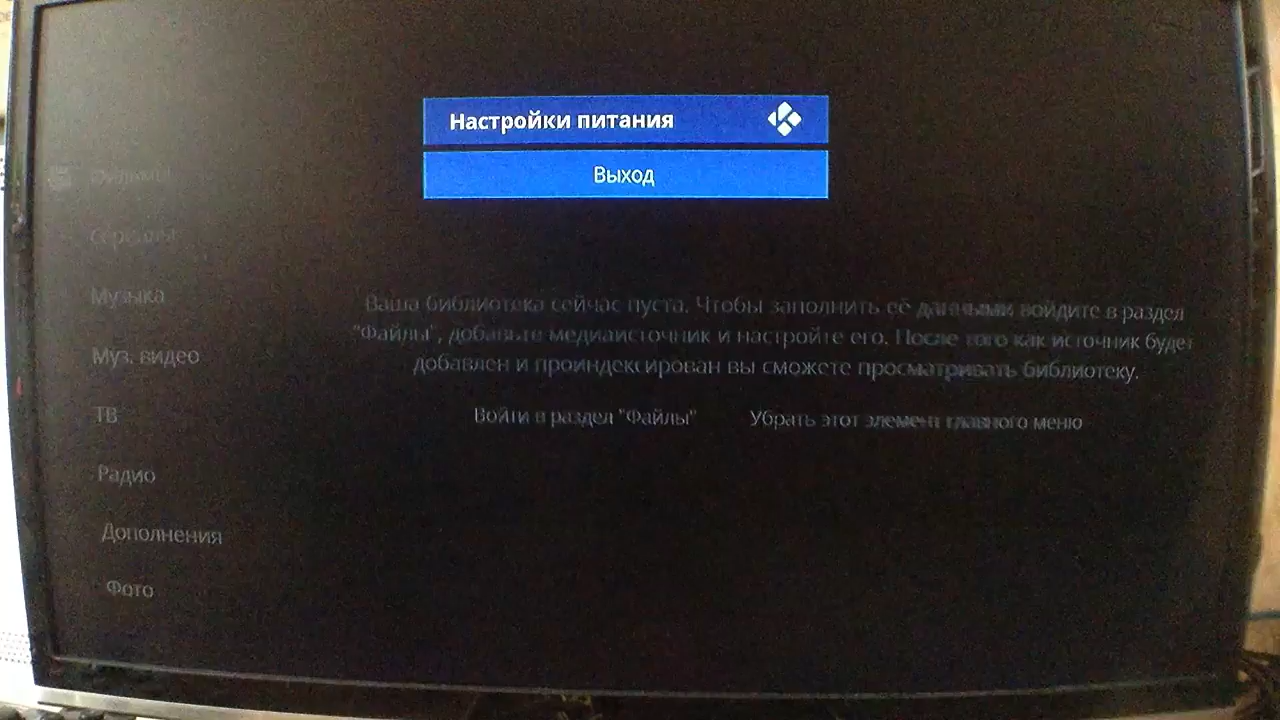 Настройки питания
Выход
Фильмы
Сериалы
Музыка
Муз. видео
ТВ
Радио
Дополнения
Фото
Ваша библиотека сейчас пуста. Чтобы заполнить её данными войдите в раздел
"Файлы", добавьте медиаисточник и настройте его. После того как источник будет
добавлен и проиндексирован вы сможете просматривать библиотеку.
Войти в раздел "Файлы"
Убрать этот элемент главного меню